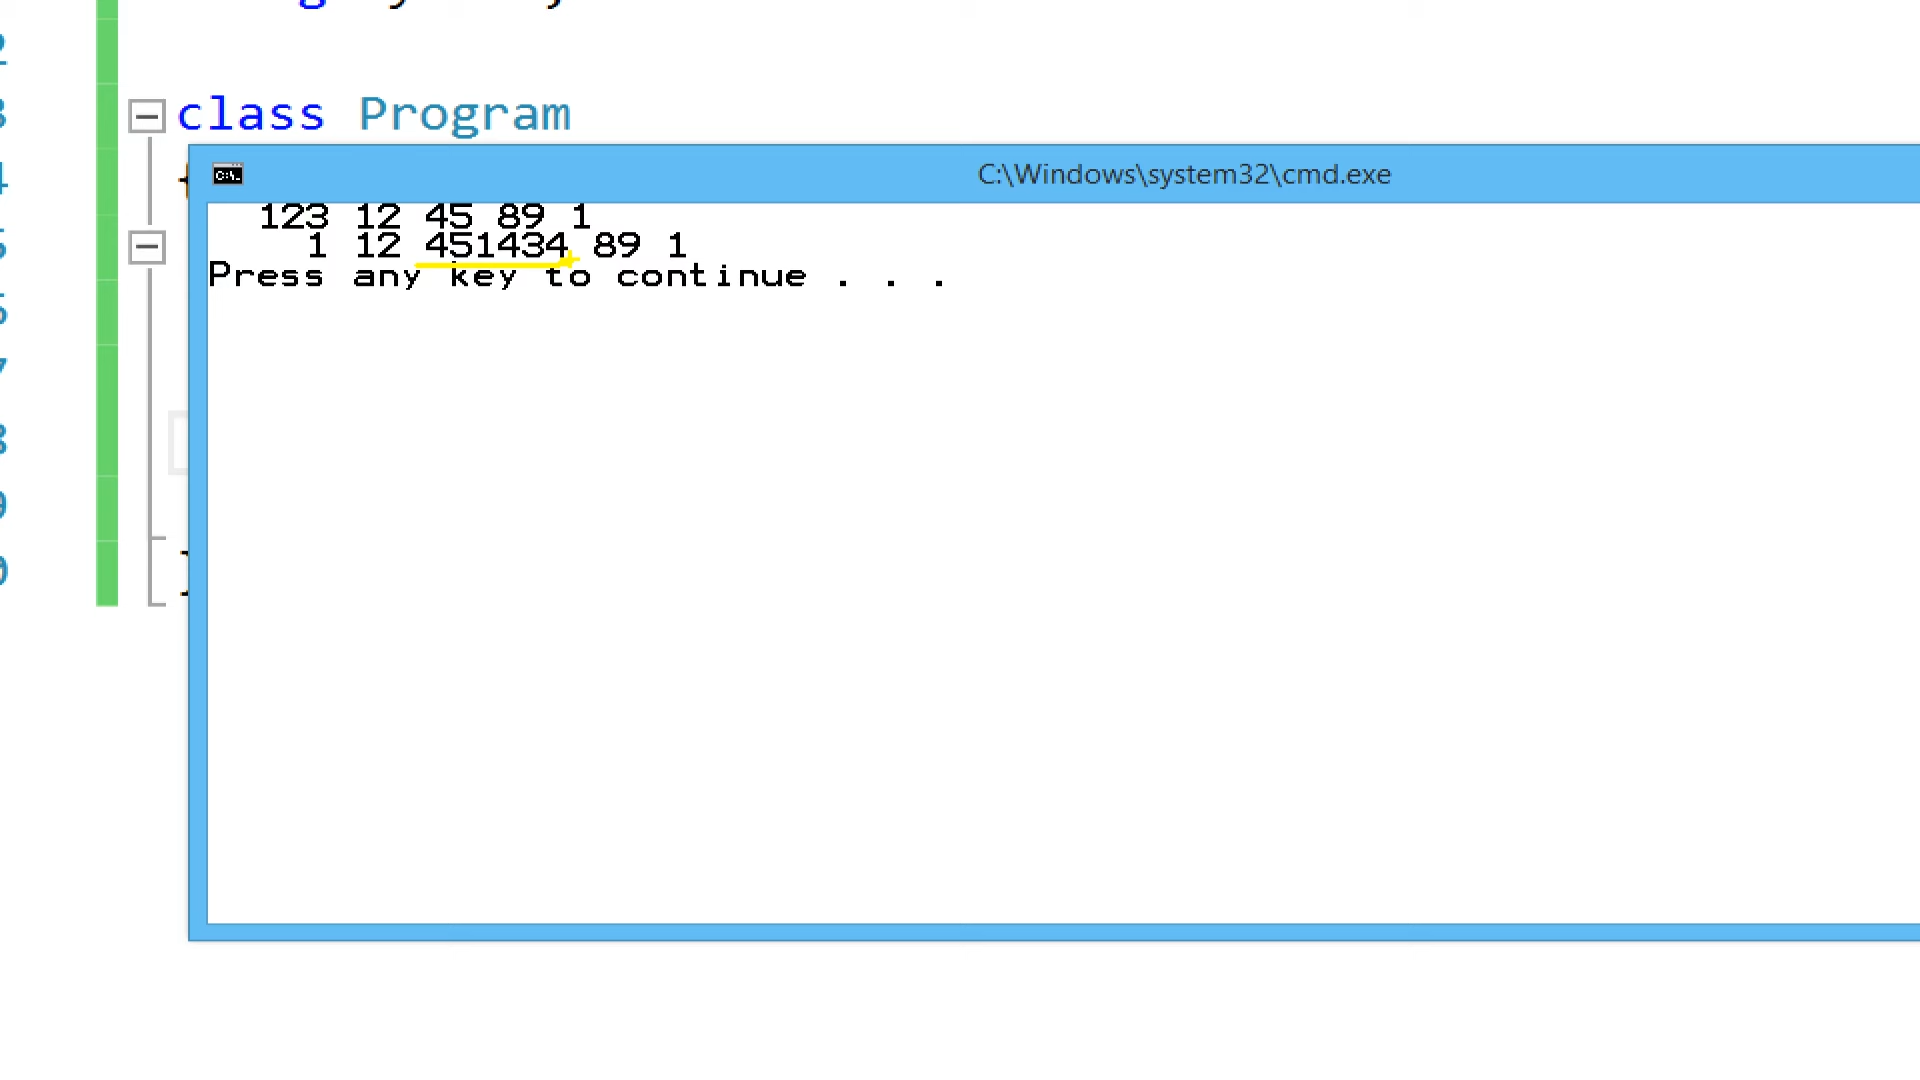 class Program
C:\Windows\system32\cmd.exe
123 12 45 89 1
1 12 451434 89 1
Press any key to continue . . .